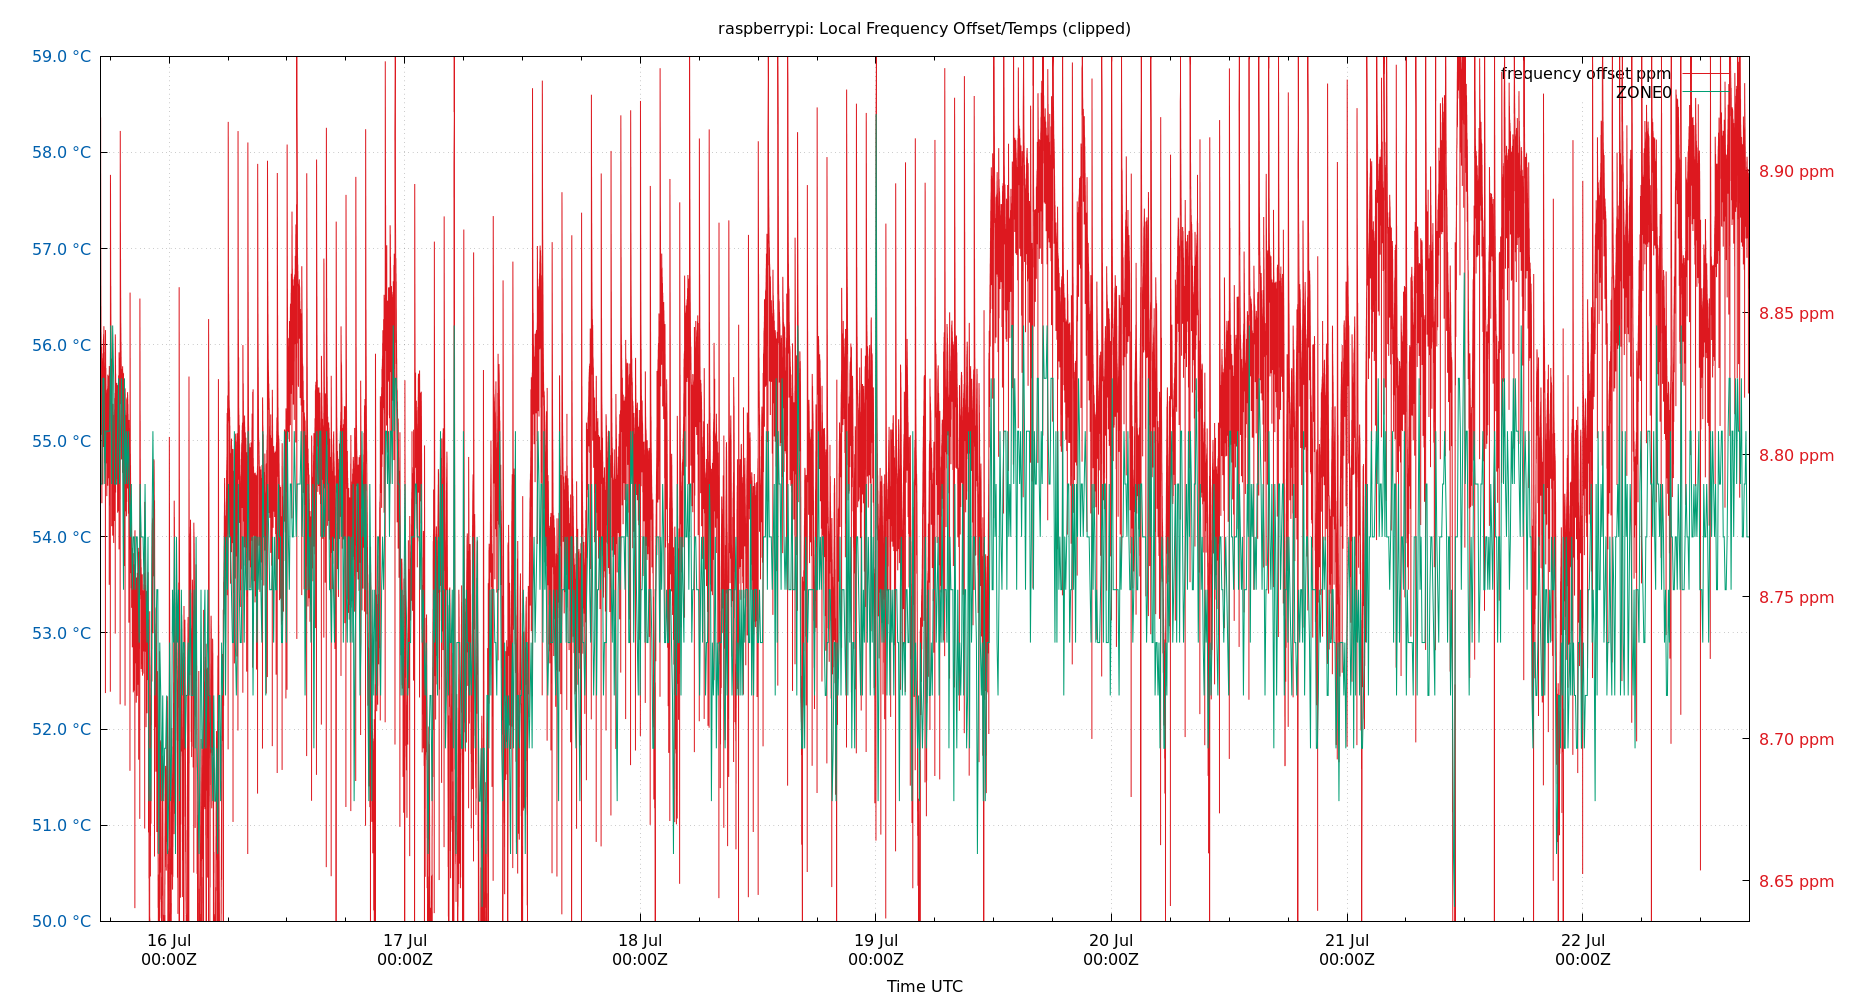 raspberrypi: Local Frequency Offset/Temps (clipped)
59.0 °C
58.0 °C
57.0 °C
56.0 °C
55.0 °C
54.0 °C
53.0 °C
52.0 °C
51.0 °C
50.0 °C
frequency offset ppm
ZONE0
8.90 ppm
8.85 ppm
8.80 ppm
8.75 ppm
8.70 ppm
8.65 ppm
16 Jul
00:00Z
17 Jul
00:00Z
18 Jul
00:00Z
19 Jul
00:00Z
20 Jul
00:00Z
21 Jul
00:00Z
22 Jul
00:00Z
Time UTC